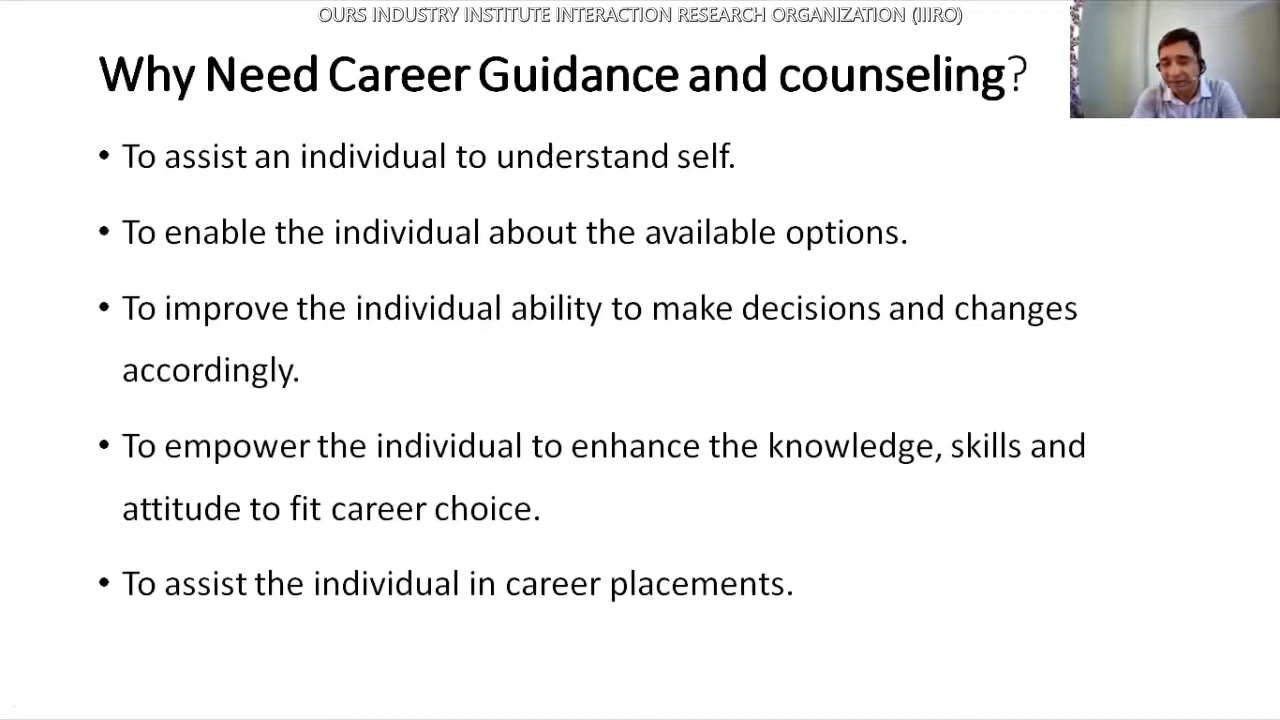 OURS INDUSTRY INSTITUTE INTERACTION RESEARCH ORGANIZATION (IIIRO)
Why Need Career Guidance and counseling?
• To assist an individual to understand self.
• To enable the individual about the available options.
• To improve the individual ability to make decisions and changes
accordingly.
• To empower the individual to enhance the knowledge, skills and
attitude to fit career choice.
• To assist the individual in career placements.